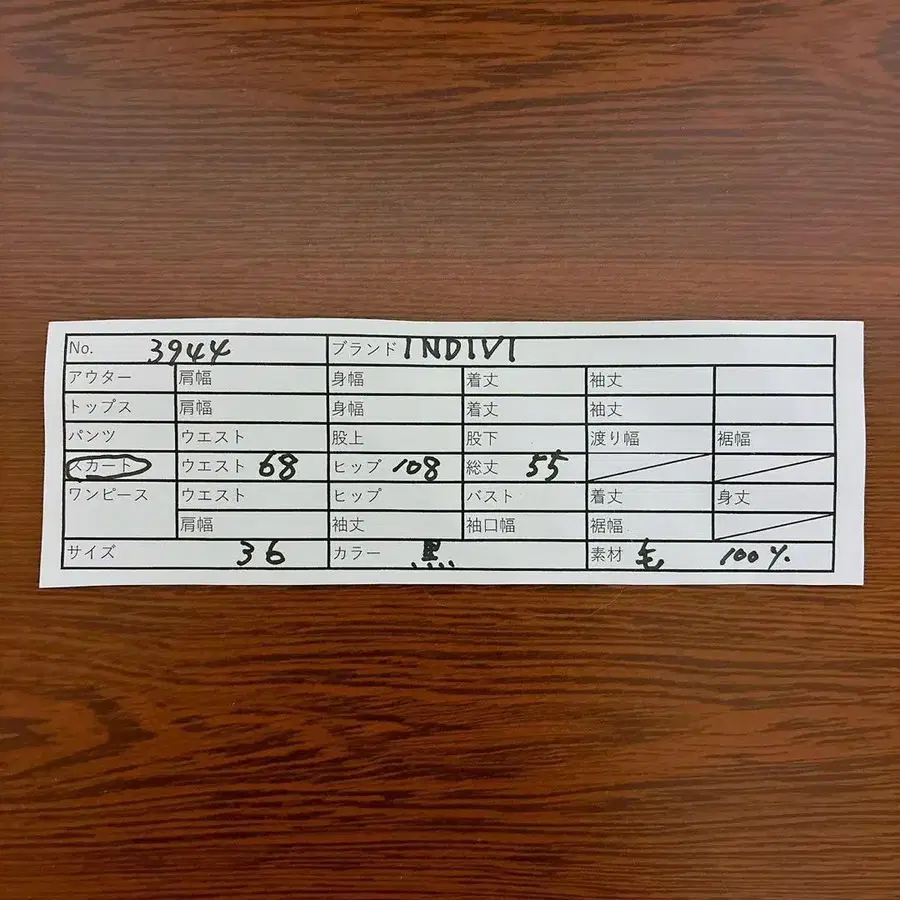 No. 3944 ブランド INDIVI
アウター 肩幅 身幅 着丈 袖丈
トップス 肩幅 身幅 着丈 袖丈
パンツ ウエスト 股上 股下 渡り幅 裾幅
スカート ウエスト 68 ヒップ 108 総丈 55
ワンピース ウエスト ヒップ バスト 着丈 身丈
肩幅 袖丈 袖口幅 裾幅
サイズ 36 カラー 黒 素材 毛 100%